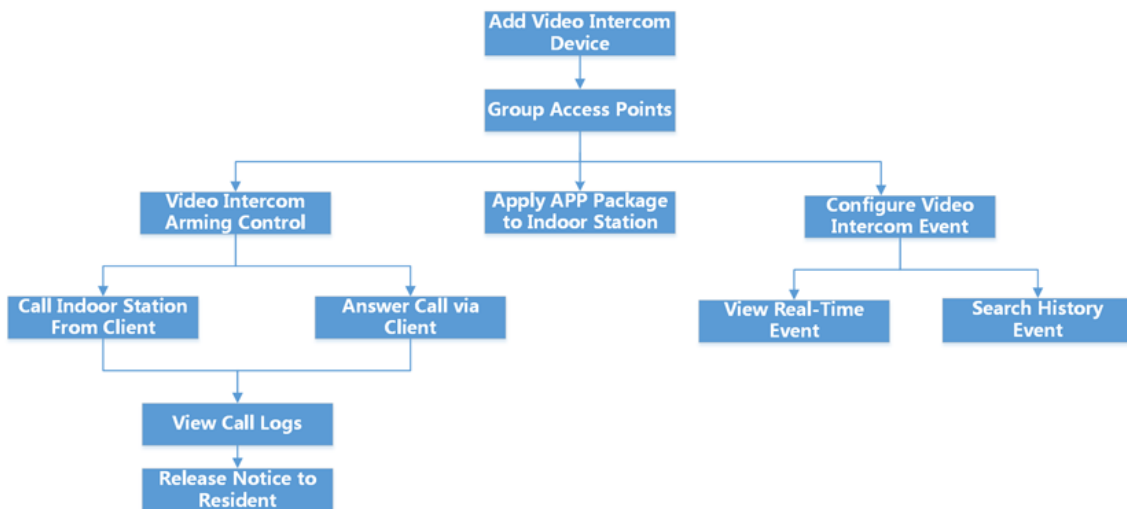 Add Video Intercom
Device
Group Access Points
Video Intercom
Arming Control
Apply APP Package
to Indoor Station
Configure Video
Intercom Event
Call Indoor Station
From Client
Answer Call via
Client
View Real-Time
Event
Search History
Event
View Call Logs
Release Notice to
Resident